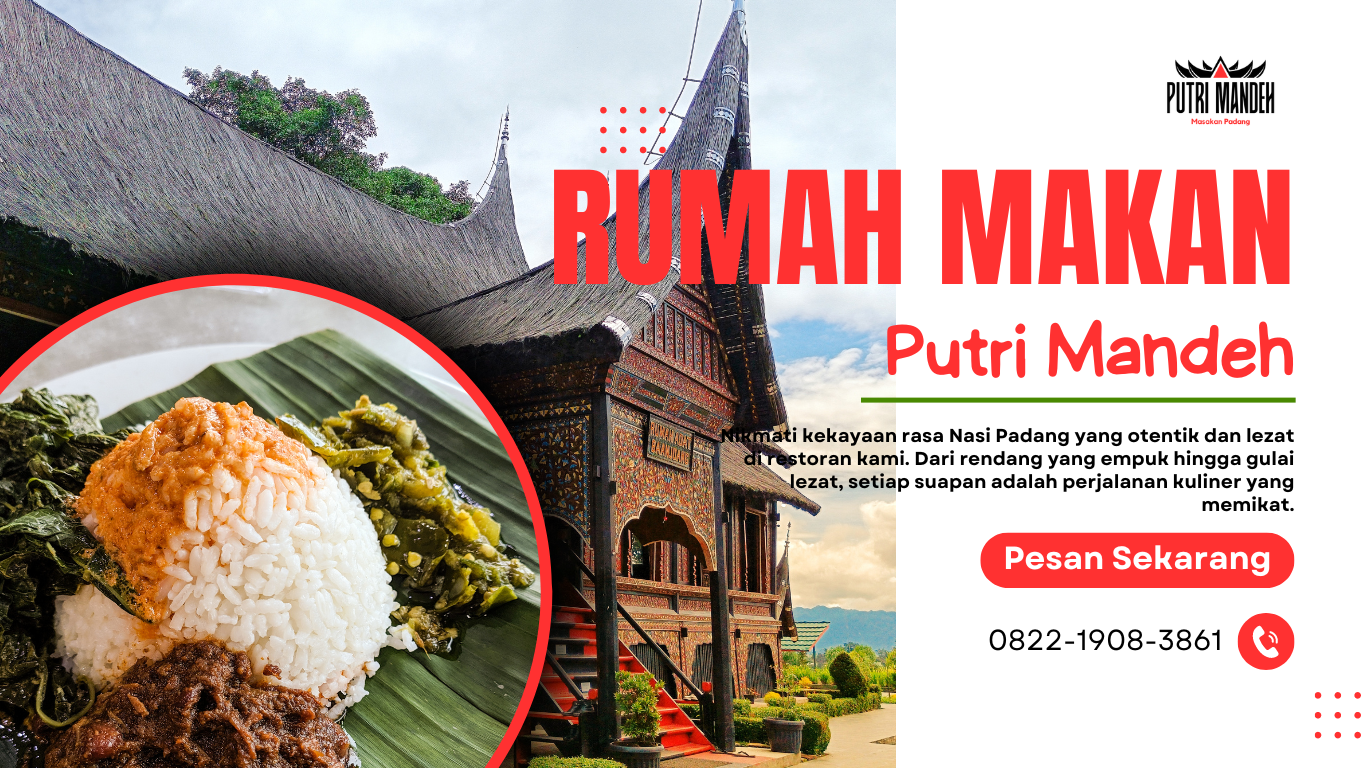 PUTRI MANDEH
Masakan Padang
RUMAH MAKAN
Putri Mandeh
Nikmati kekayaan rasa Nasi Padang yang otentik dan lezat
di restoran kami. Dari rendang yang empuk hingga gulai
lezat, setiap suapan adalah perjalanan kuliner yang
memikat.
Pesan Sekarang
0822-1908-3861